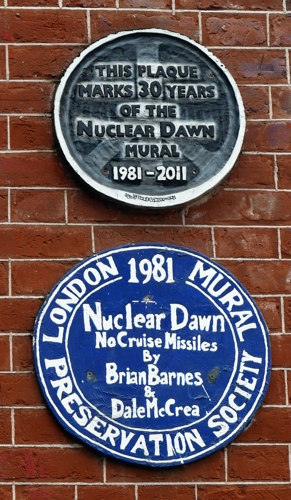 THIS PLAQUE
MARKS 30 YEARS
OF THE
NUCLEAR DAWN
MURAL
1981-2011
LONDON 1981 MURAL
PRESERVATION SOCIETY
Nuclear Dawn
No Cruise Missiles
By
Brian Barnes
&
Dale McCrea